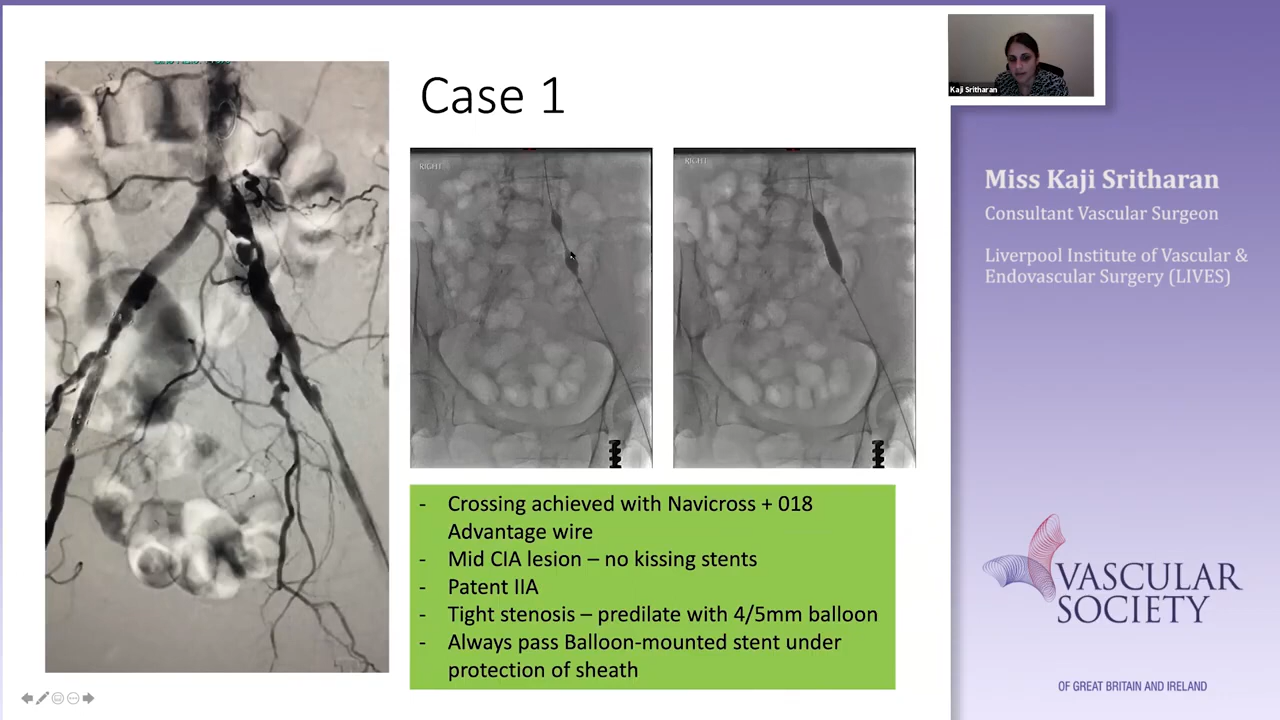 Case 1
RIGHT
RIGHT
- Crossing achieved with Navicross + 018
Advantage wire
- Mid CIA lesion – no kissing stents
- Patent IIA
- Tight stenosis – predilate with 4/5mm balloon
- Always pass Balloon-mounted stent under
protection of sheath
Kaji Sritharan
Miss Kaji Sritharan
Consultant Vascular Surgeon
Liverpool Institute of Vascular &
Endovascular Surgery (LIVES)
VASCULAR
SOCIETY
OF GREAT BRITAIN AND IRELAND